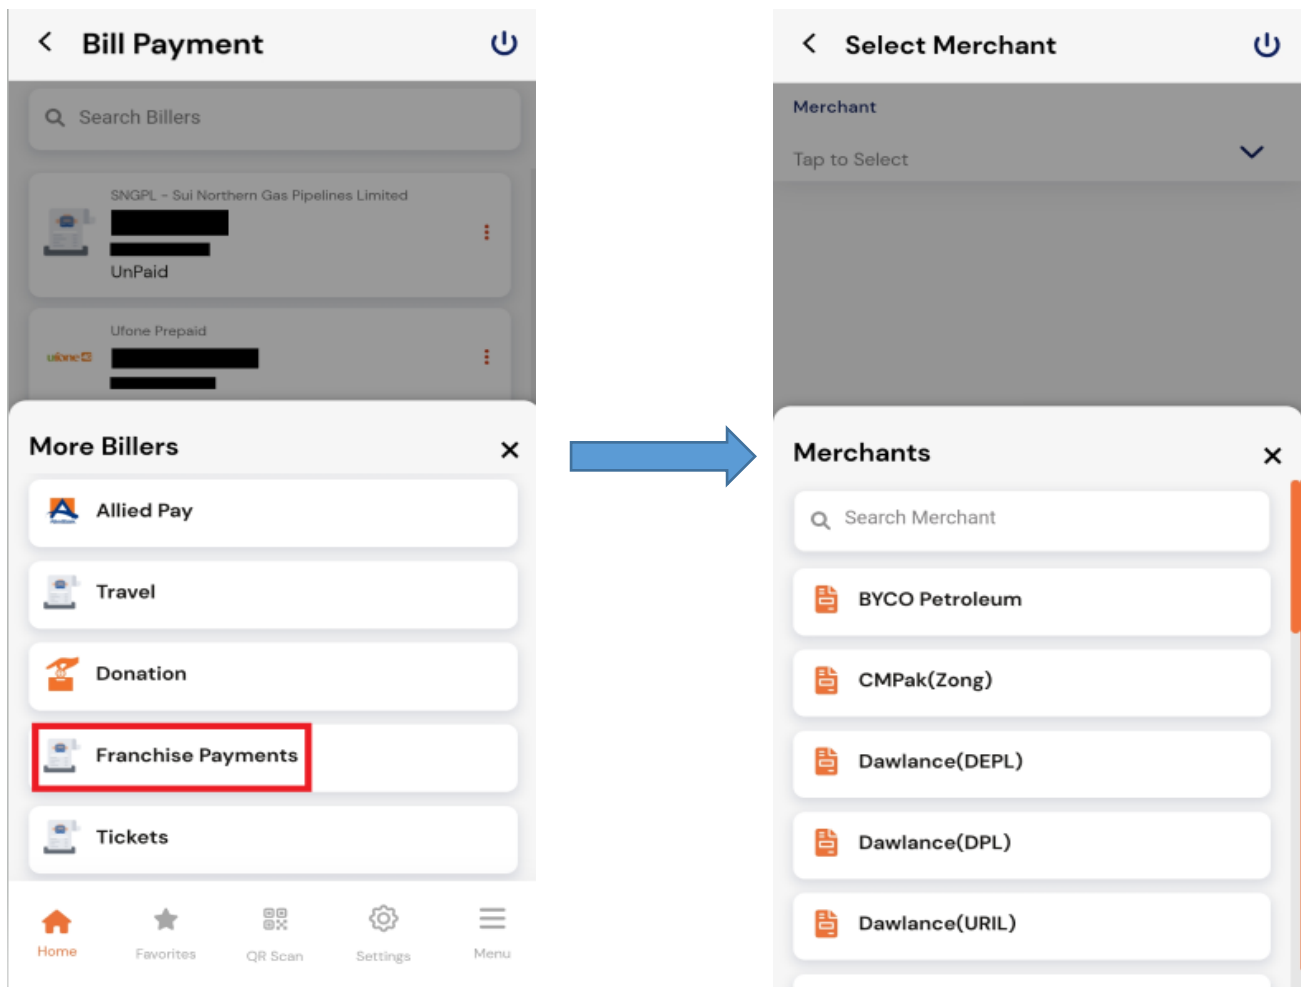 Bill Payment
Search Billers
SNGPL - Sui Northern Gas Pipelines Limited
UnPaid
Ufone Prepaid
ufone
More Billers
Allied Pay
Travel
Donation
Franchise Payments
Tickets
Home
Favorites
QR Scan
Settings
Menu
Select Merchant
Merchant
Tap to Select
Merchants
Search Merchant
BYCO Petroleum
CMPak(Zong)
Dawlance(DEPL)
Dawlance(DPL)
Dawlance(URIL)